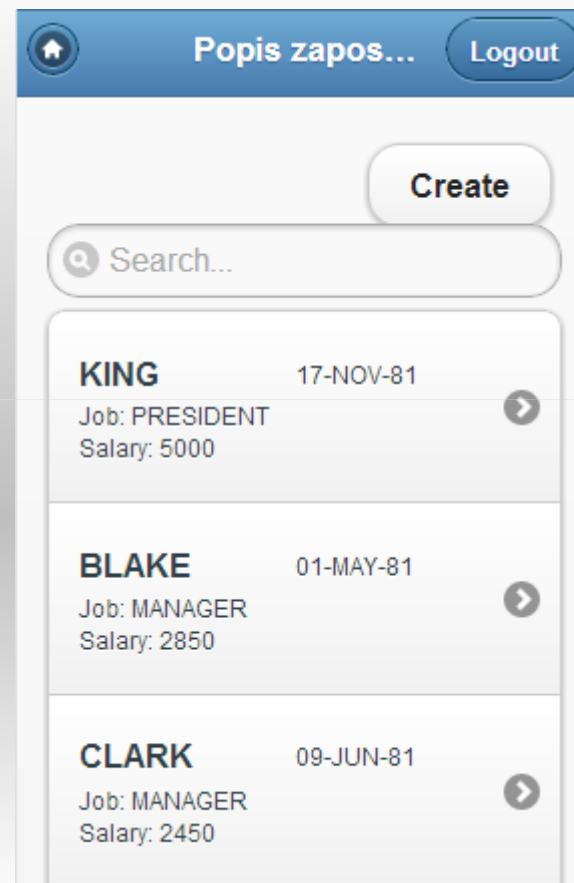 Popis zapos... Logout
Create
Search...
KING 17-NOV-81
Job: PRESIDENT
Salary: 5000
BLAKE 01-MAY-81
Job: MANAGER
Salary: 2850
CLARK 09-JUN-81
Job: MANAGER
Salary: 2450